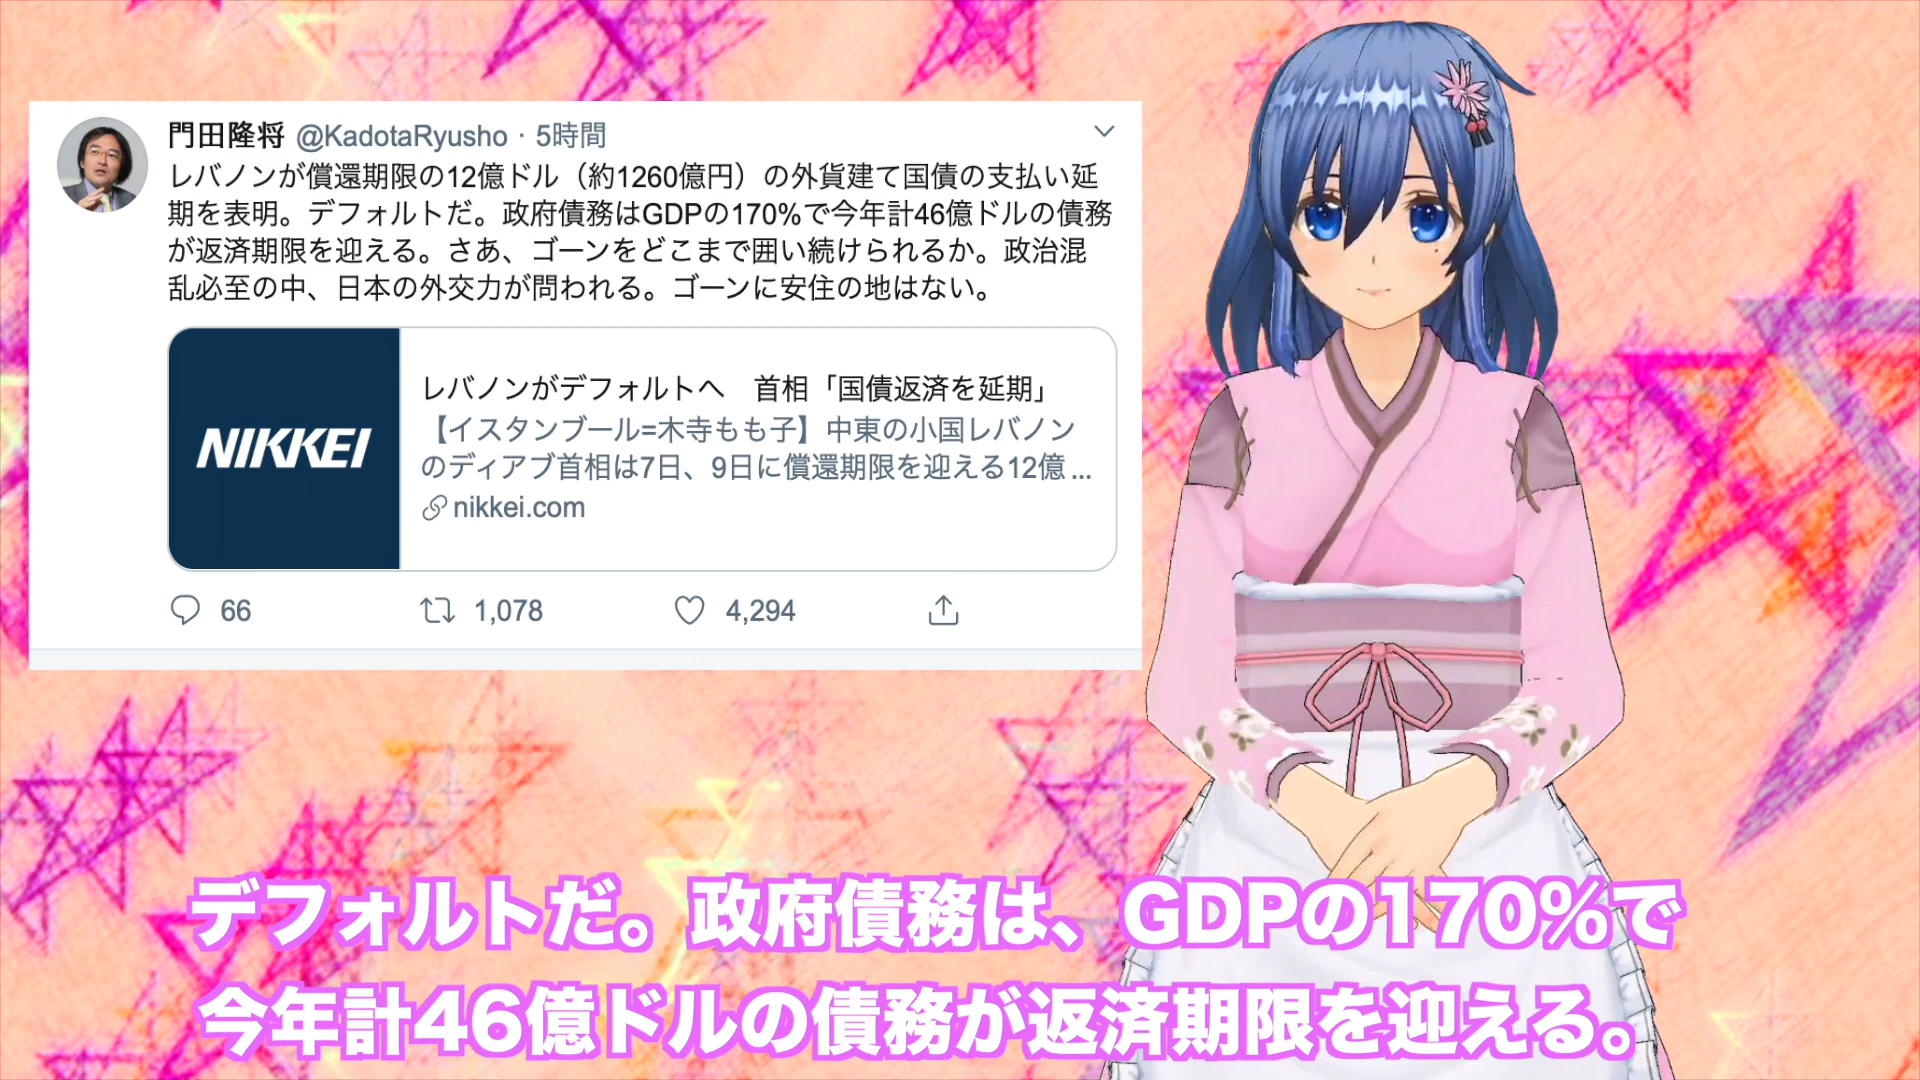 門田隆将 @KadotaRyusho · 5時間
レバノンが償還期限の12億ドル（約1260億円）の外貨建て国債の支払い延
期を表明。デフォルトだ。政府債務はGDPの170%で今年計46億ドルの債務
が返済期限を迎える。さあ、ゴーンをどこまで囲い続けられるか。政治混
乱必至の中、日本の外交力が問われる。ゴーンに安住の地はない。
NIKKEI
レバノンがデフォルトへ　首相「国債返済を延期」
【イスタンブール=木寺もも子】中東の小国レバノン
のディアブ首相は7日、9日に償還期限を迎える12億...
nikkei.com
66 1,078 4,294
デフォルトだ。政府債務は、GDPの170%で
今年計46億ドルの債務が返済期限を迎える。